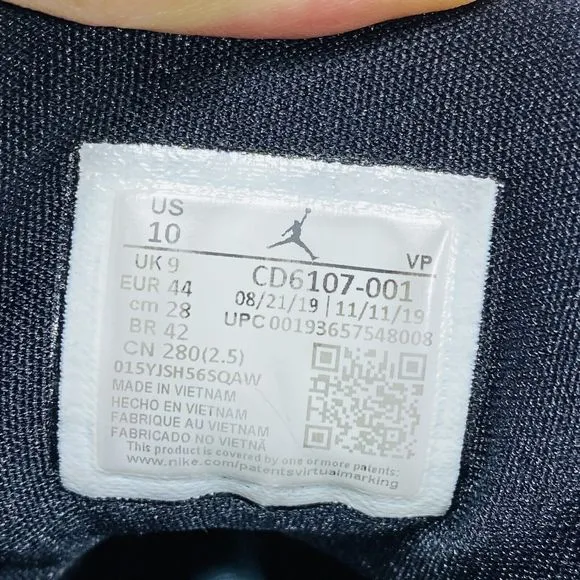 US
10
UK 9
EUR 44
cm 28
BR 42
CN 280(2.5)
VP
CD6107-001
08/21/19 | 11/11/19
UPC 00193657548008
015YJSH56SQAW
MADE IN VIETNAM
HECHO EN VIETNAM
FABRIQUE AU VIETNAM
FABRICADO NO VIETNÃ
This product is covered by one or more patents:
www.nike.com/patentsvirtualmarking